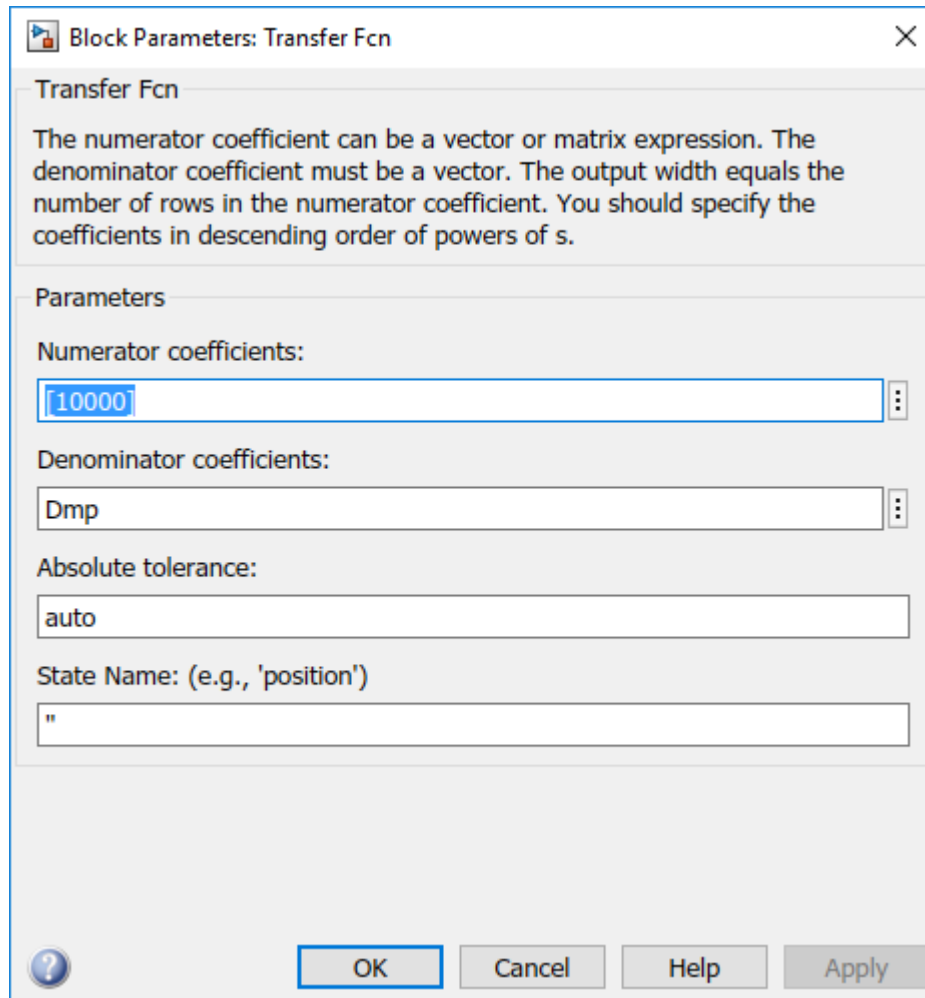 Block Parameters: Transfer Fcn
Transfer Fcn
The numerator coefficient can be a vector or matrix expression. The
denominator coefficient must be a vector. The output width equals the
number of rows in the numerator coefficient. You should specify the
coefficients in descending order of powers of s.
Parameters
Numerator coefficients:
[10000]
Denominator coefficients:
Dmp
Absolute tolerance:
auto
State Name: (e.g., 'position')
''
OK Cancel Help Apply